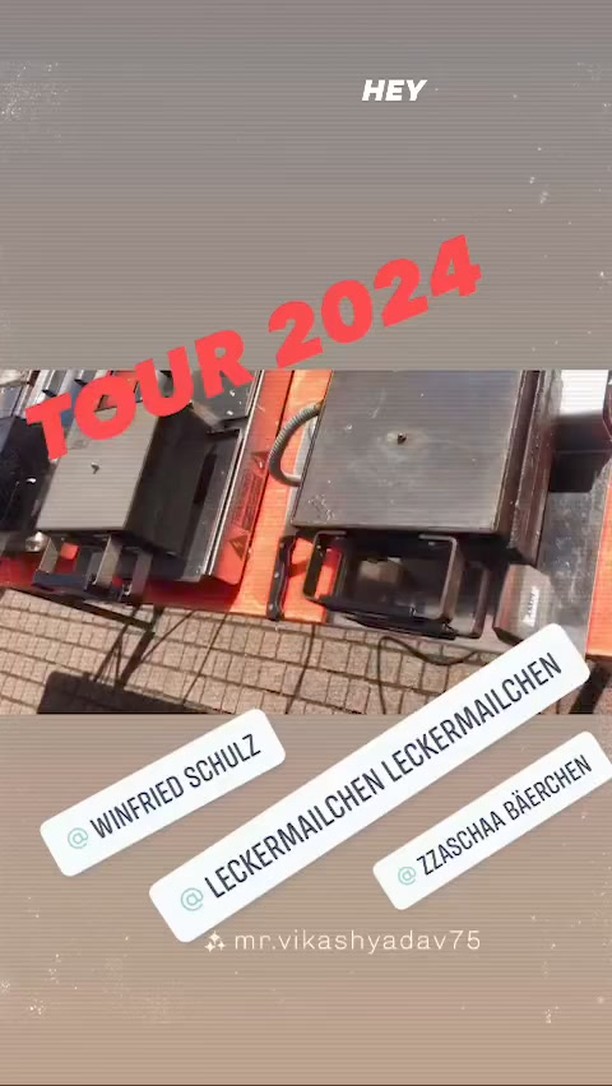 HEY
TOUR 2024
@ WINFRIED SCHULZ
@ LECKERMAILCHEN LECKERMAILCHEN
@ ZZASCHAA BÄERCHEN
mr.vikashyadav75